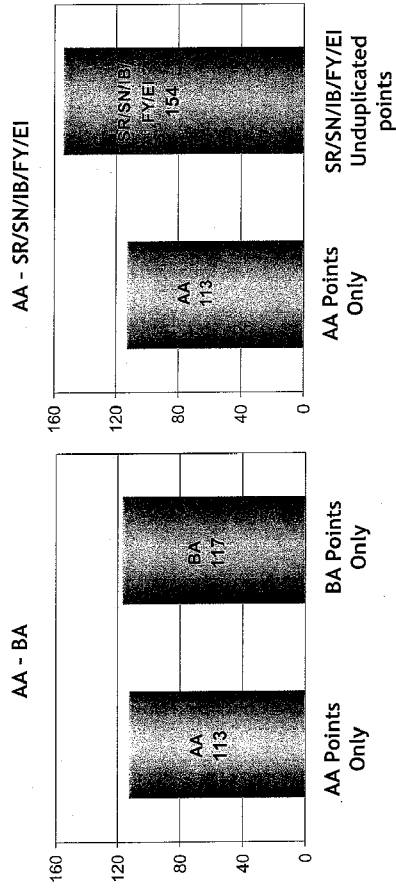 AA - BA
160
120
80
40
0
AA
113
BA
117
AA Points
Only
BA Points
Only
AA - SR/SN/IB/FY/EI
160
120
80
40
0
AA
113
SR/SN/IB/
FY/EI
154
AA Points
Only
SR/SN/IB/FY/EI
Unduplicated
points